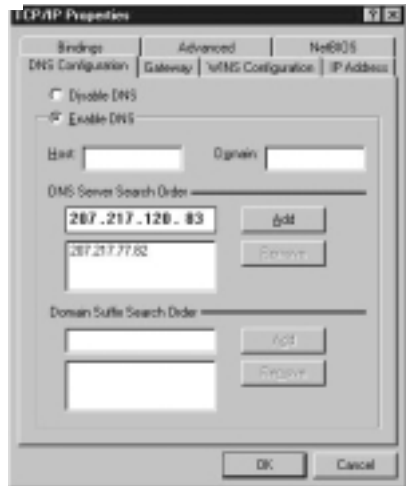 TCP/IP Properties
Bindings Advanced NetBIOS
DNS Configuration Gateway WINS Configuration IP Address
Disable DNS
Enable DNS
Host: Domain:
DNS Server Search Order
207.217.120.83 Add
207.217.77.82 Remove
Domain Suffix Search Order
Add
Remove
OK Cancel